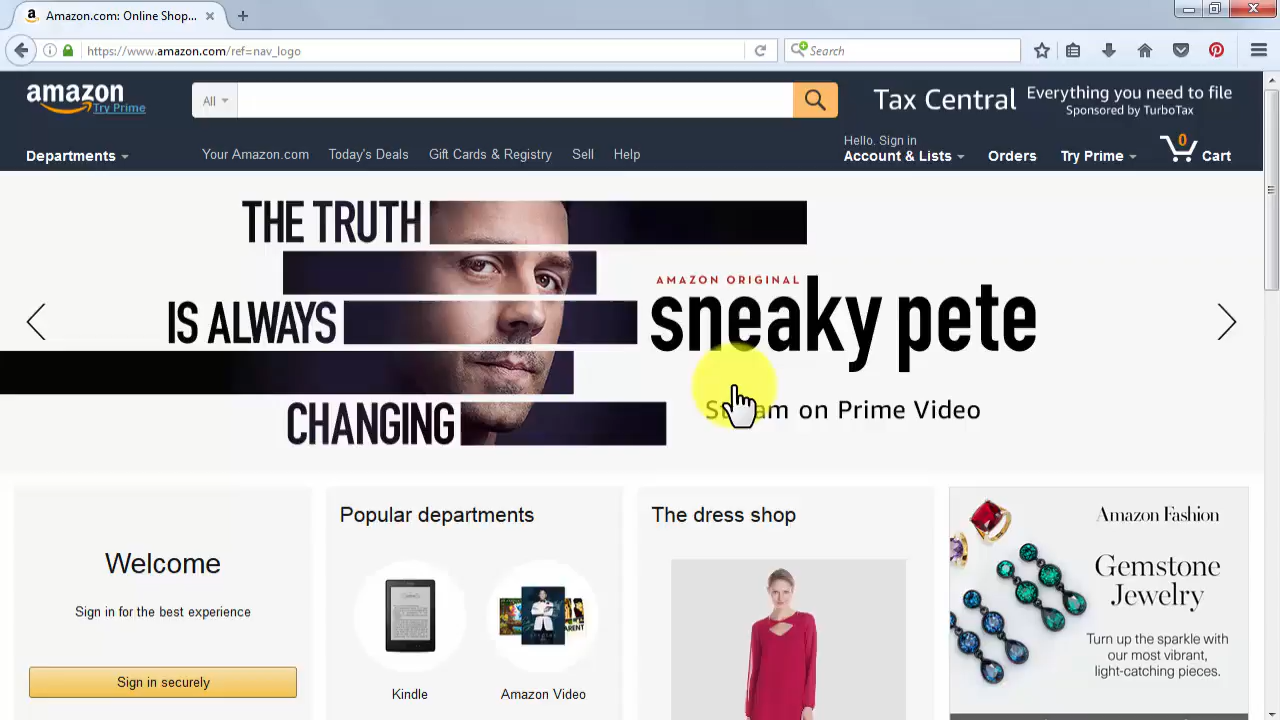 Amazon.com: Online Shop...
https://www.amazon.com/ref=nav_logo
Search
amazon
Try Prime
All
Tax Central
Everything you need to file
Sponsored by TurboTax
Departments
Your Amazon.com
Today's Deals
Gift Cards & Registry
Sell
Help
Hello. Sign in
Account & Lists
Orders
Try Prime
0
Cart
THE TRUTH
IS ALWAYS
CHANGING
AMAZON ORIGINAL
sneaky pete
on Prime Video
Welcome
Sign in for the best experience
Sign in securely
Popular departments
Kindle
Amazon Video
The dress shop
Amazon Fashion
Gemstone
Jewelry
Turn up the sparkle with
our most vibrant,
light-catching pieces.